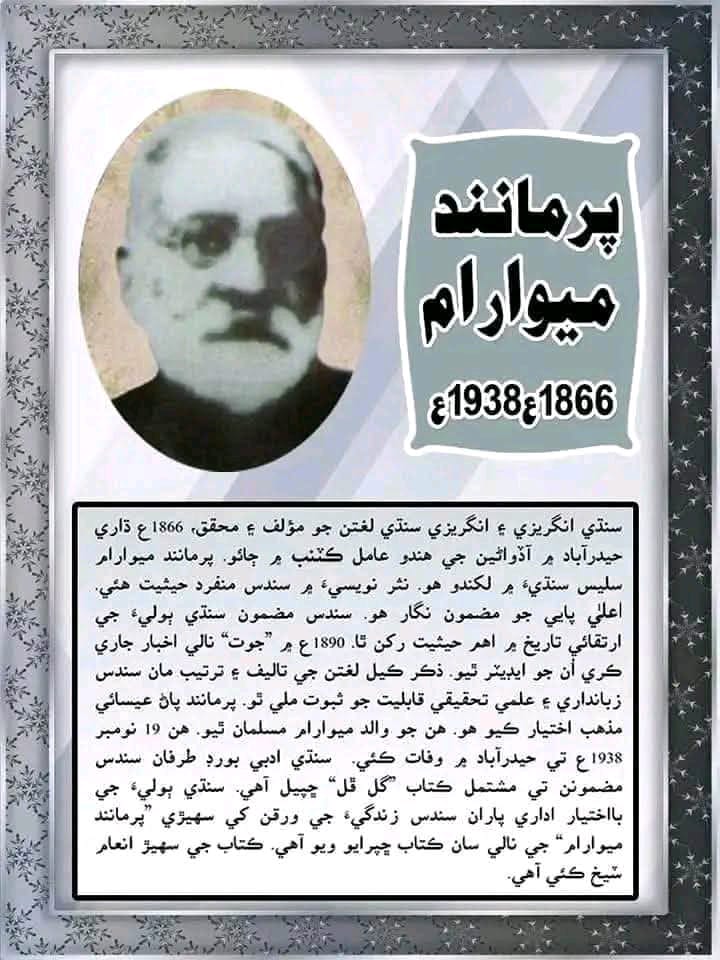 پرمانند
ميوارام
1866ع1938ع
سنڌي انگريزي ۽ انگريزي سنڌي لغتن جو مؤلف ۽ محقق، 1866ع ڌاري
حيدرآباد ۾ آڏواڻين جي هندو عامل ڪٽنب ۾ ڄائو. پرمانند ميوارام
سليس سنڌيءَ ۾ لکندو هو. نثر نويسيءَ ۾ سندس منفرد حيثيت هئي.
اعليٰ پايي جو مضمون نگار هو. سندس مضمون سنڌي ٻوليءَ جي
ارتقائي تاريخ ۾ اهم حيثيت رکن ٿا. 1890ع ۾ ”جوت“ نالي اخبار جاري
ڪري اُن جو ايڊيٽر ٿيو. ذڪر ڪيل لغتن جي تاليف ۽ ترتيب مان سندس
زبانداري ۽ علمي تحقيقي قابليت جو ثبوت ملي ٿو. پرمانند پاڻ عيسائي
مذهب اختيار ڪيو هو. هن جو والد ميوارام مسلمان ٿيو. هن 19 نومبر
1938ع تي حيدرآباد ۾ وفات ڪئي. سنڌي ادبي بورڊ طرفان سندس
مضمونن تي مشتمل ڪتاب ”گل ڦل“ ڇپيل آهي. سنڌي ٻوليءَ جي
بااختيار اداري پاران سندس زندگيءَ جي ورقن کي سهيڙي ”پرمانند
ميوارام“ جي نالي سان ڪتاب ڇپرايو ويو آهي. ڪتاب جي سهيڙ انعام
شيخ ڪئي آهي.